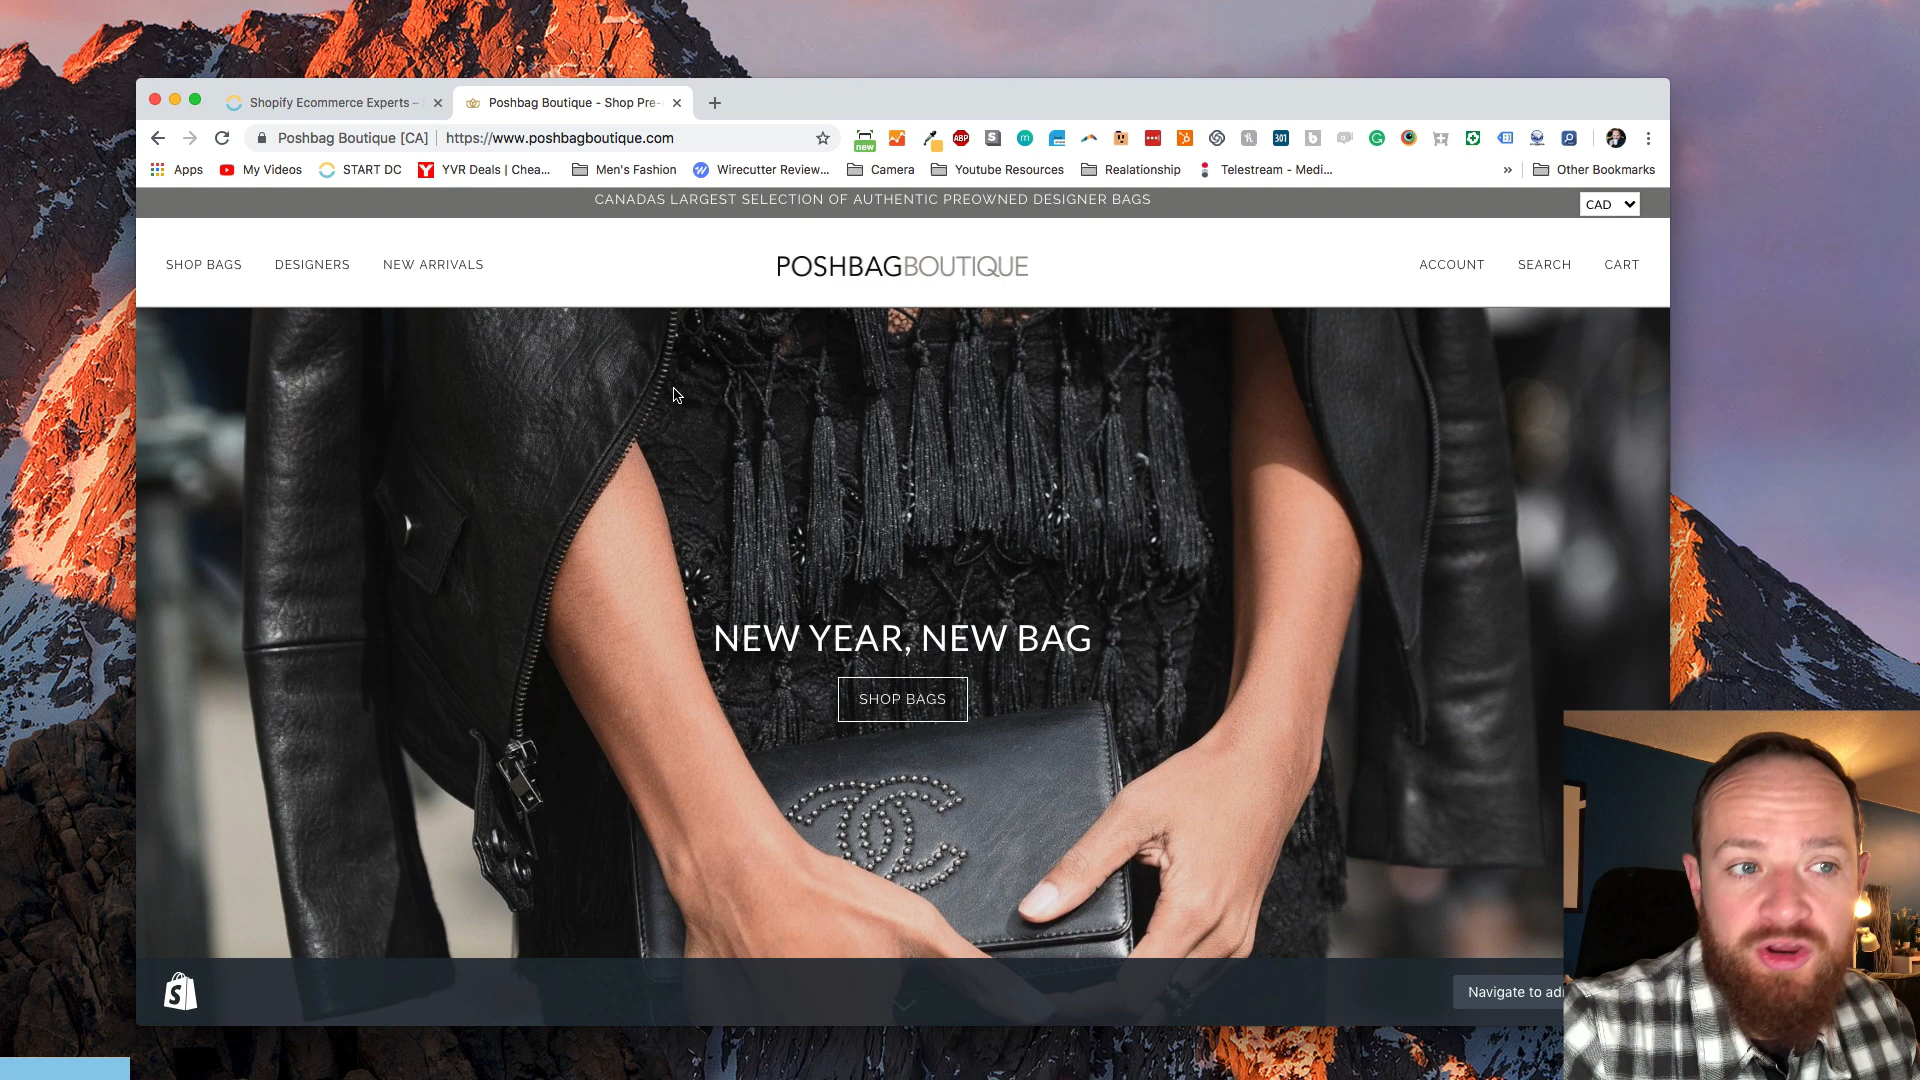 Shopify Ecommerce Experts –
Poshbag Boutique - Shop Pre-
Poshbag Boutique [CA] | https://www.poshbagboutique.com
new
ABP
S
m
301
b
G
Apps
My Videos
START DC
YVR Deals | Chea...
Men's Fashion
Wirecutter Review...
Camera
Youtube Resources
Realationship
Telestream - Medi...
»
Other Bookmarks
CANADAS LARGEST SELECTION OF AUTHENTIC PREOWNED DESIGNER BAGS
CAD
SHOP BAGS
DESIGNERS
NEW ARRIVALS
POSHBAGBOUTIQUE
ACCOUNT
SEARCH
CART
NEW YEAR, NEW BAG
SHOP BAGS
S
Navigate to